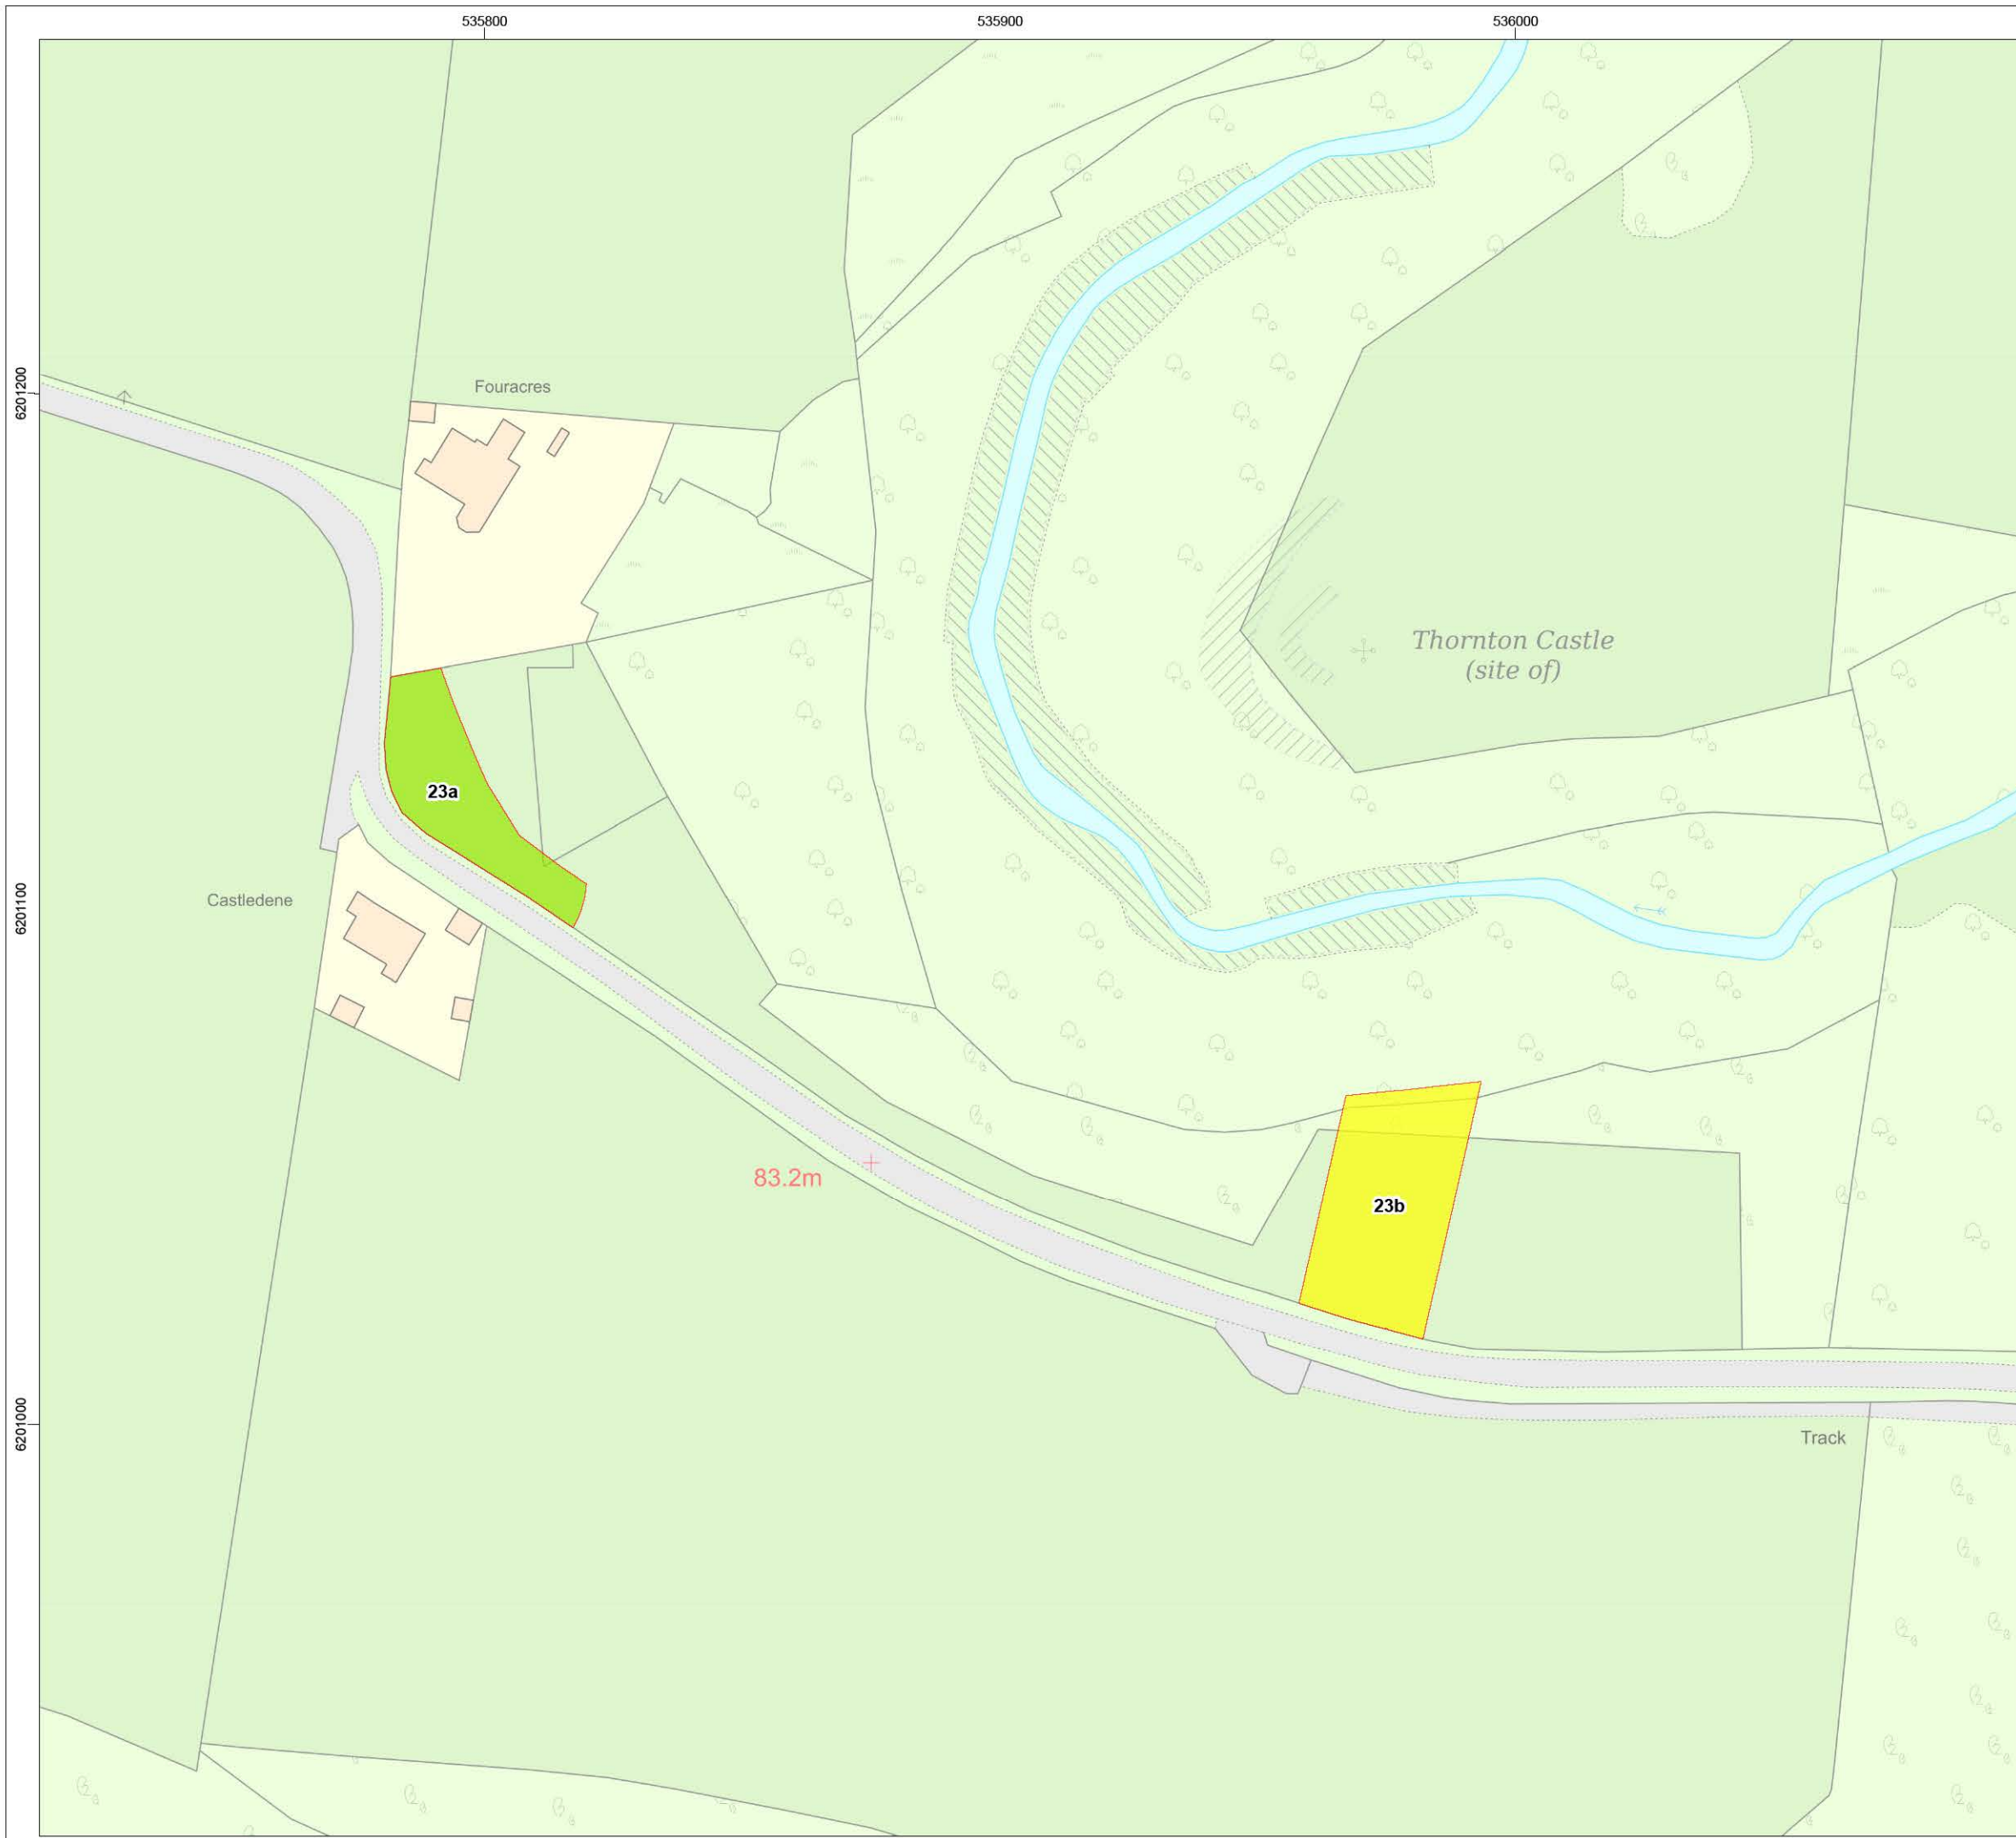 535800
535900
536000
6201200
Fouracres
Thornton Castle
(site of)
23a
6201100
Castledene
83.2m
23b
6201000
Track